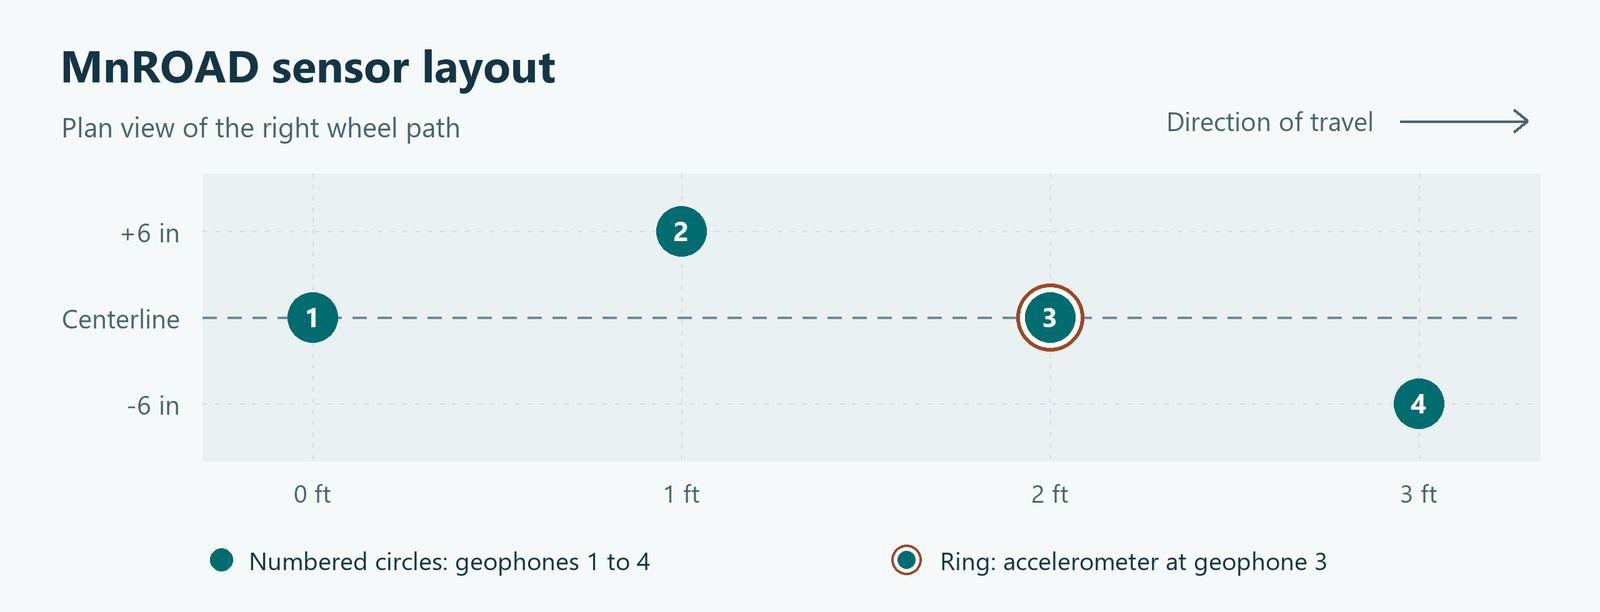 MnROAD sensor layout
Plan view of the right wheel path
Direction of travel
+6 in
2
Centerline
1
3
-6 in
4
0 ft
1 ft
2 ft
3 ft
Numbered circles: geophones 1 to 4
Ring: accelerometer at geophone 3